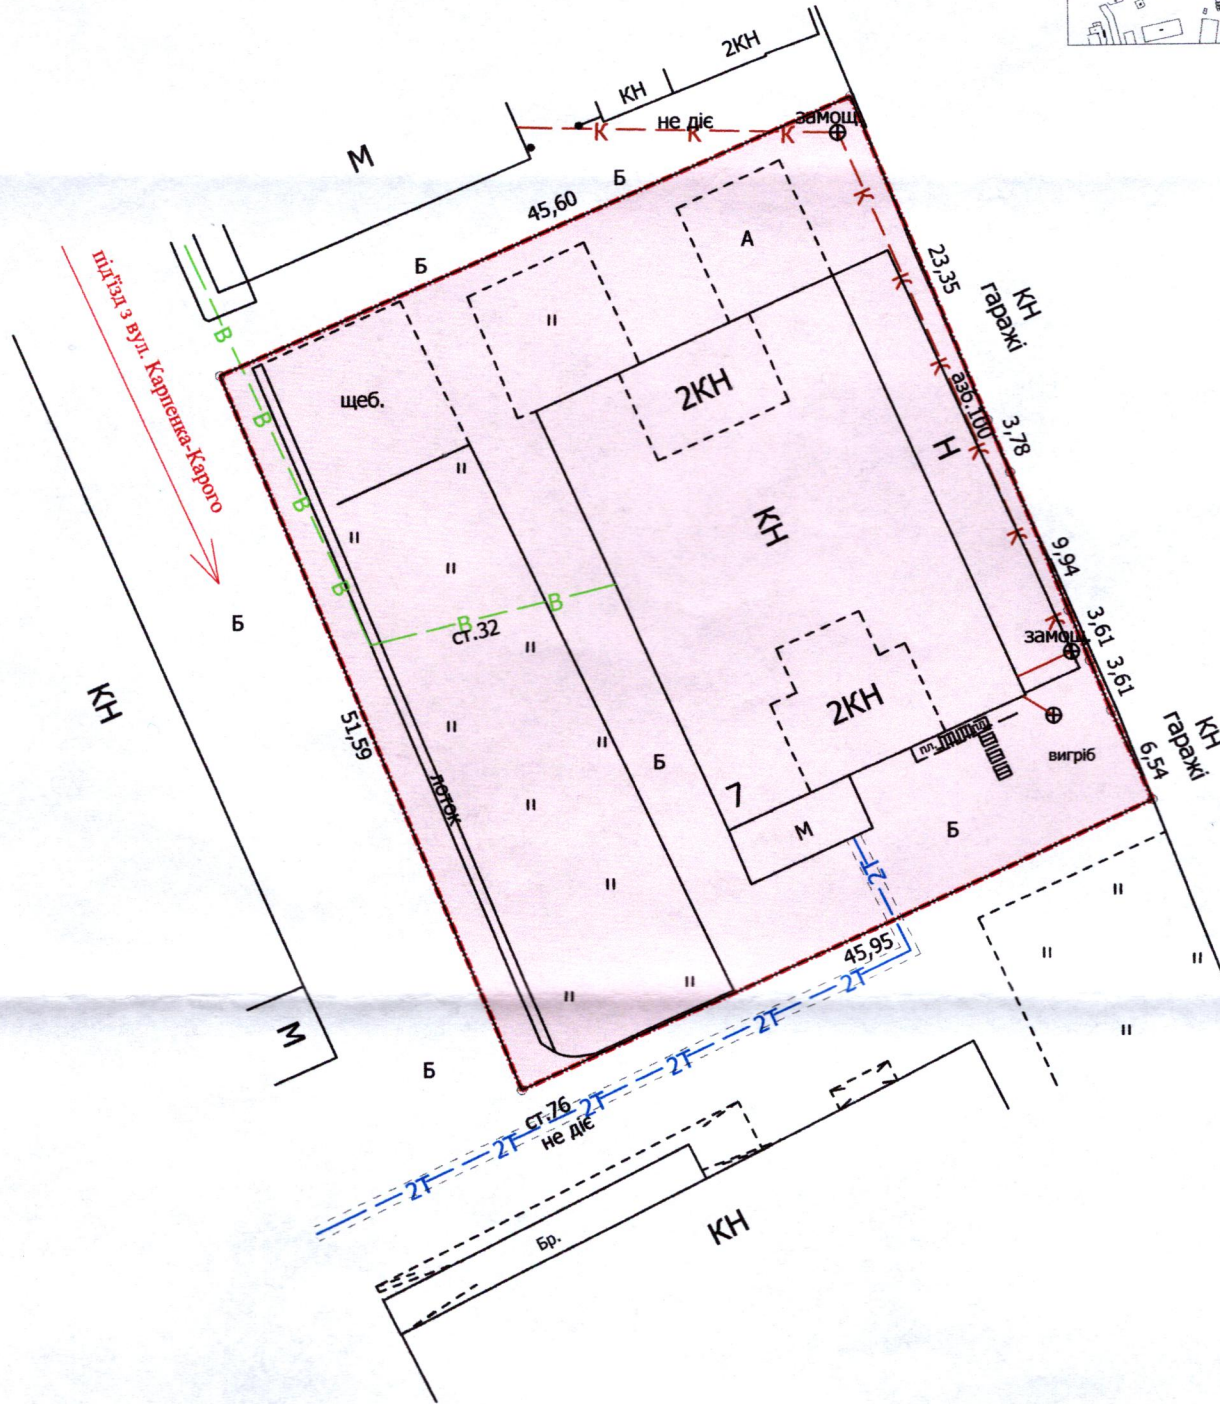 2КН
КН
не діє
замощ.
К
К
К
М
Б
К
45,60
А
23,35
Б
КН
гаражі
К
під'їзд з вул. Карпенка-Карого
В
"
К
щеб.
2КН
азб.100
3,78
В
Н
К
"
В
"
КН
К
9,94
"
В
В
В
ст.32
3,61
К
замощ.
Б
"
3,61
КН
2КН
КН
гаражі
51,59
"
"
Б
пл.
вигріб
6,54
лоток
"
7
М
Б
2Т
"
"
45,95
"
"
"
"
"
2Т
М
2Т
"
Б
2Т
ст.76
2Т
не діє
2Т
2Т
Бр.
КН